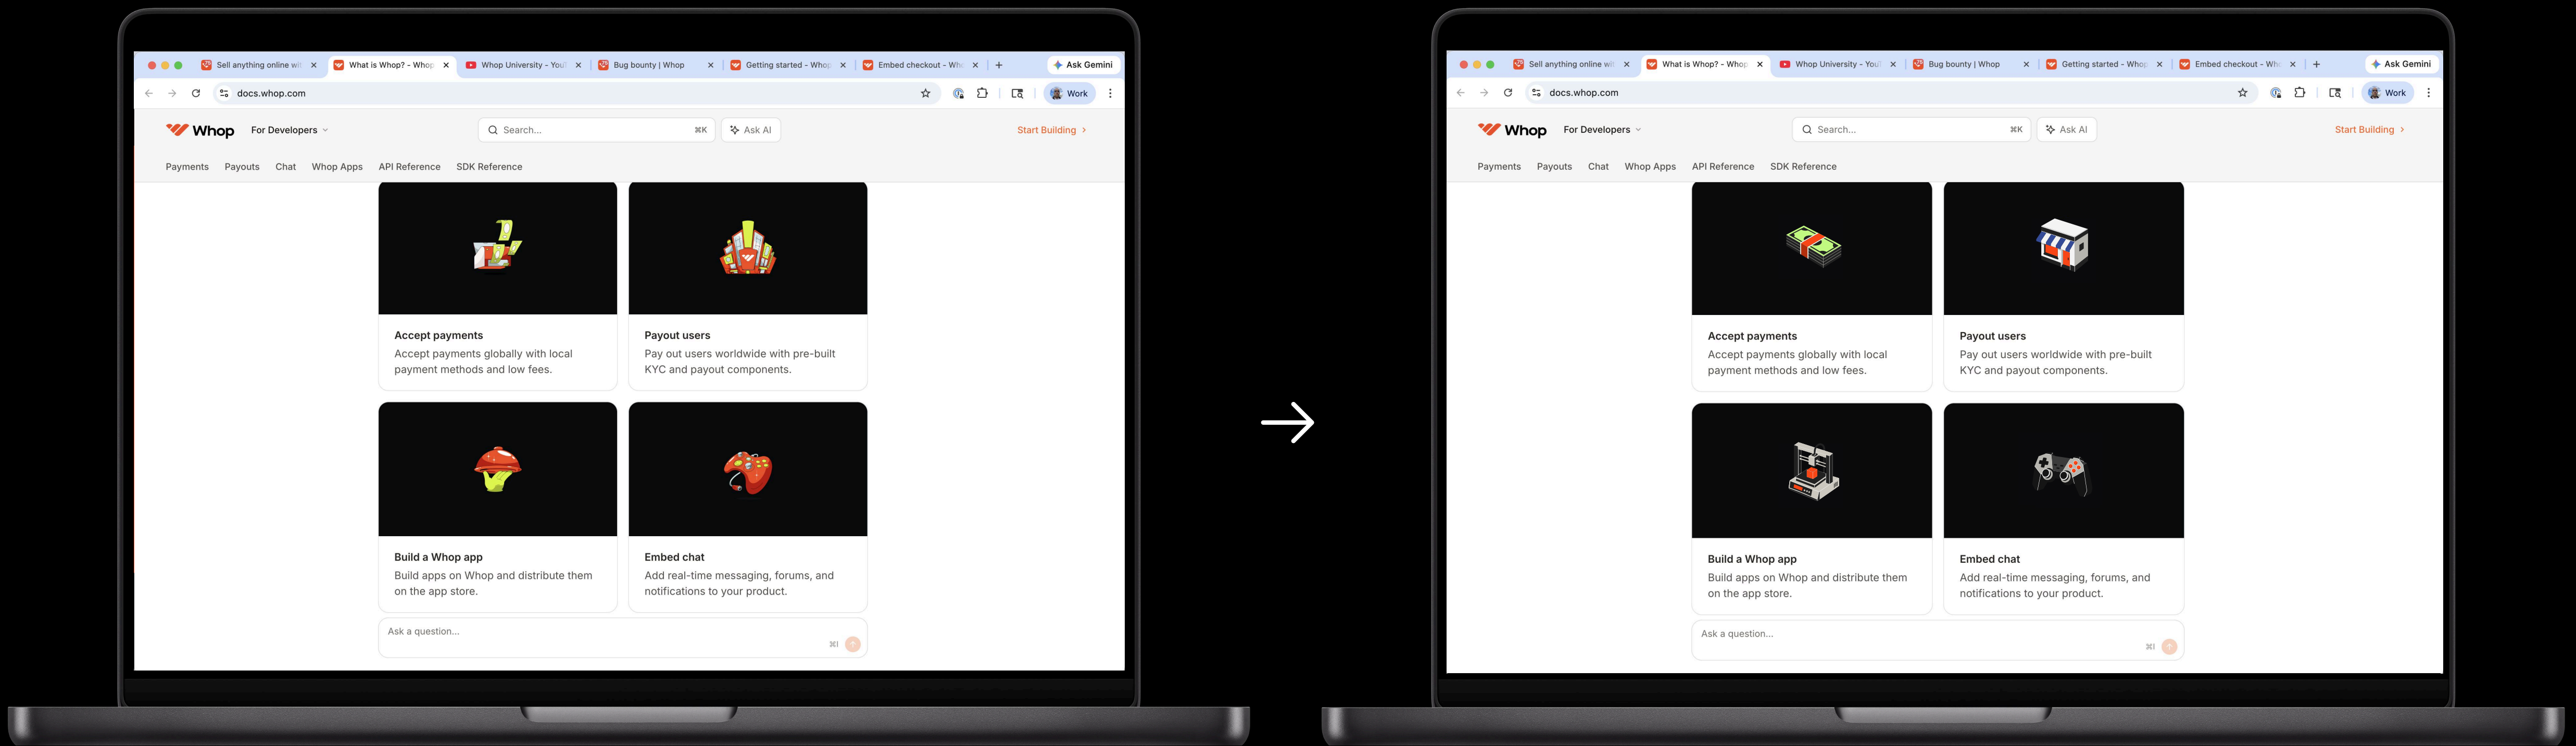 Sell anything online wit
What is Whop? - Whop
Whop University - You
Bug bounty | Whop
Getting started - Whop
Embed checkout - Wh
Ask Gemini
docs.whop.com
Work
Whop
For Developers
Search...
⌘K
Ask AI
Start Building
Payments
Payouts
Chat
Whop Apps
API Reference
SDK Reference
Accept payments
Accept payments globally with local
payment methods and low fees.
Payout users
Pay out users worldwide with pre-built
KYC and payout components.
Build a Whop app
Build apps on Whop and distribute them
on the app store.
Embed chat
Add real-time messaging, forums, and
notifications to your product.
Ask a question...
⌘I
Sell anything online wit
What is Whop? - Whop
Whop University - You
Bug bounty | Whop
Getting started - Whop
Embed checkout - Wh
Ask Gemini
docs.whop.com
Work
Whop
For Developers
Search...
⌘K
Ask AI
Start Building
Payments
Payouts
Chat
Whop Apps
API Reference
SDK Reference
Accept payments
Accept payments globally with local
payment methods and low fees.
Payout users
Pay out users worldwide with pre-built
KYC and payout components.
Build a Whop app
Build apps on Whop and distribute them
on the app store.
Embed chat
Add real-time messaging, forums, and
notifications to your product.
Ask a question...
⌘I